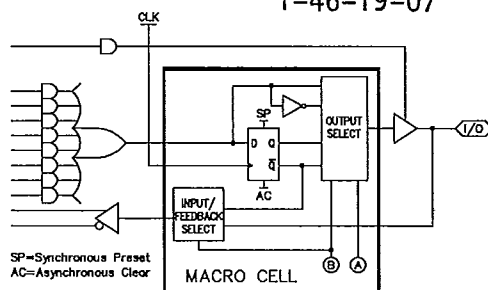 T-46-19-07
CLK
SP
D Q
Q
AC
OUTPUT
SELECT
I/O
INPUT/
FEEDBACK
SELECT
B A
SP=Synchronous Preset
AC=Asynchronous Clear
MACRO CELL